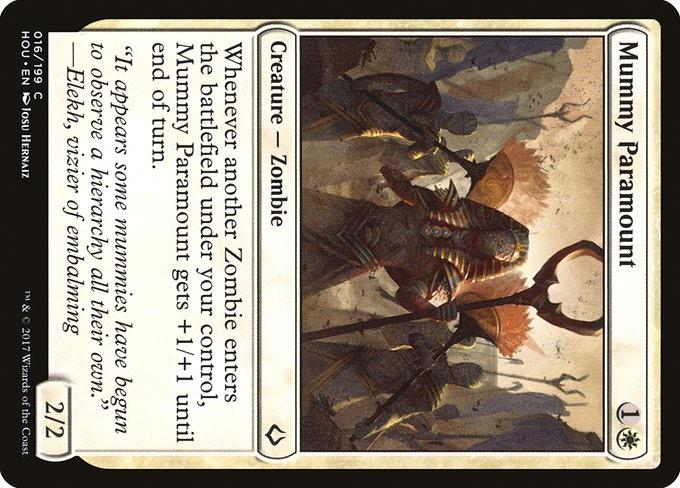 Mummy Paramount
1
Creature — Zombie
Whenever another Zombie enters
the battlefield under your control,
Mummy Paramount gets +1/+1 until
end of turn.
“It appears some mummies have begun
to observe a hierarchy all their own.”
—Elekh, vizier of embalming
2/2
016/199 C
HOU • EN Josu Hernaiz
™ & © 2017 Wizards of the Coast